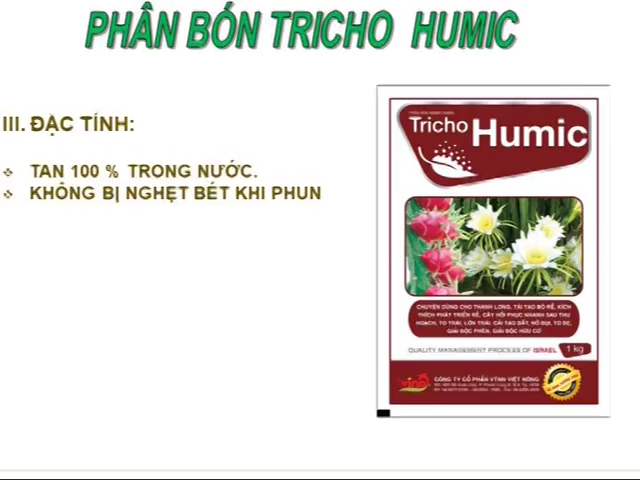 PHÂN BÓN TRICHO HUMIC
III. ĐẶC TÍNH:
TAN 100 % TRONG NƯỚC.
KHÔNG BỊ NGHẸT BÉT KHI PHUN
Tricho Humic
CHUYÊN DÙNG CHO THANH LONG, TÁI TẠO BỘ RỄ, KÍCH
THÍCH PHÁT TRIỂN RỄ, CÂY HỒI PHỤC NHANH SAU THU
HOẠCH, TO TRÁI, LỚN TRÁI, CẢI TẠO ĐẤT, NỞ BỤI, TO BẸ,
GIẢI ĐỘC PHÈN, GIẢI ĐỘC HỮU CƠ
QUALITY MANAGEMENT PROCESS OF ISRAEL 1 kg
CÔNG TY CỔ PHẦN VTNN VIỆT NÔNG